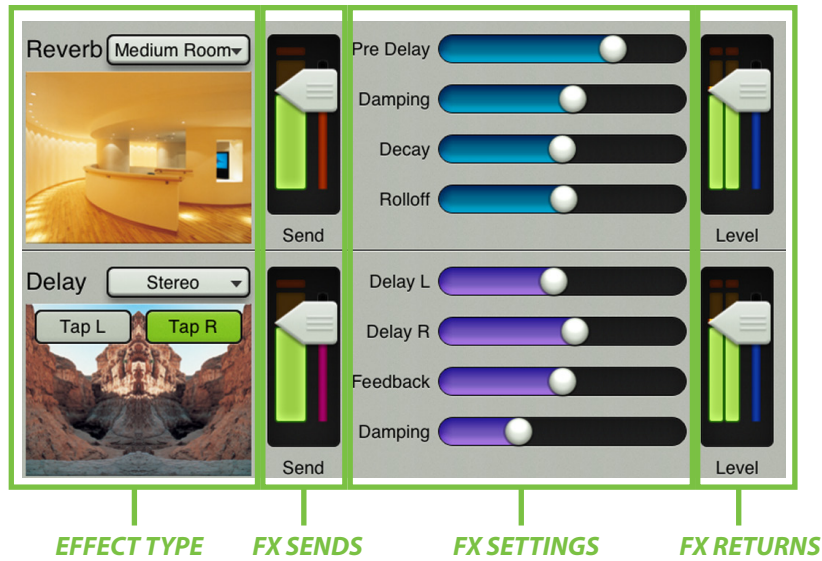 Reverb Medium Room
Pre Delay
Damping
Decay
Rolloff
Send
Level
Delay Stereo
Tap L Tap R
Delay L
Delay R
Feedback
Damping
Send
Level
EFFECT TYPE FX SENDS FX SETTINGS FX RETURNS